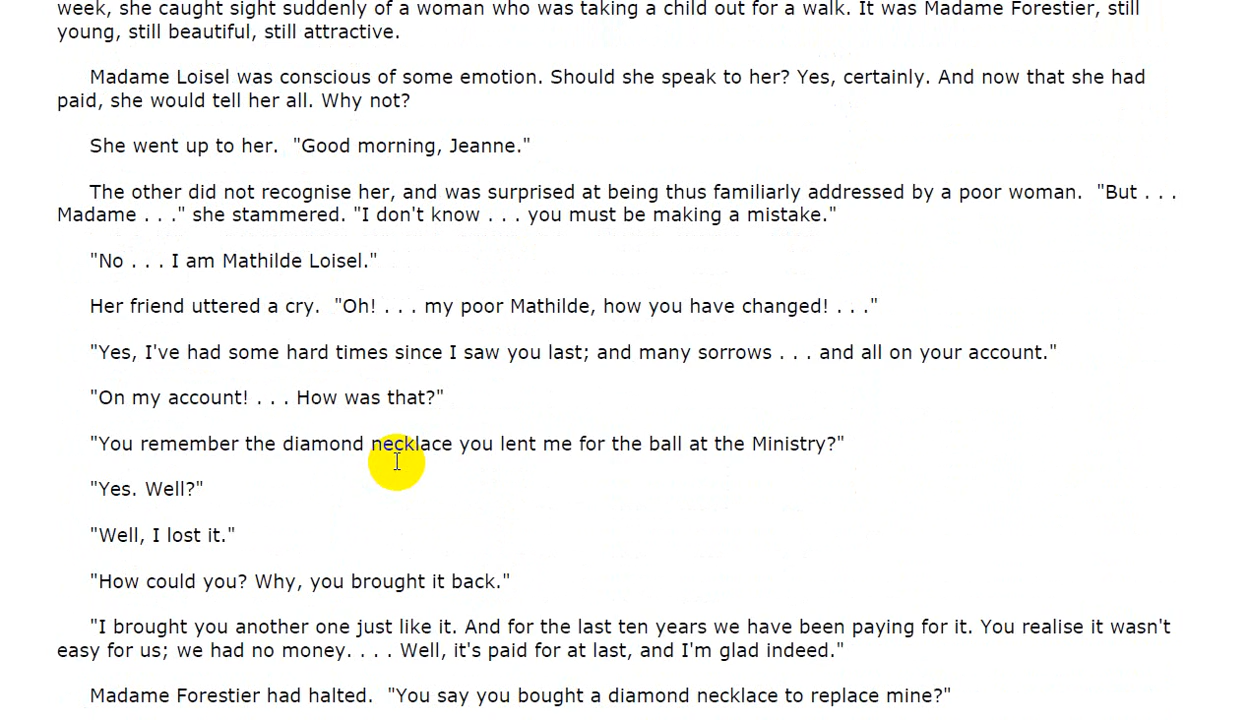 week, she caught sight suddenly of a woman who was taking a child out for a walk. It was Madame Forestier, still
young, still beautiful, still attractive.
Madame Loisel was conscious of some emotion. Should she speak to her? Yes, certainly. And now that she had
paid, she would tell her all. Why not?
She went up to her.  "Good morning, Jeanne."
The other did not recognise her, and was surprised at being thus familiarly addressed by a poor woman.  "But . . .
Madame . . ." she stammered. "I don't know . . . you must be making a mistake."
"No . . . I am Mathilde Loisel."
Her friend uttered a cry.  "Oh! . . . my poor Mathilde, how you have changed! . . ."
"Yes, I've had some hard times since I saw you last; and many sorrows . . . and all on your account."
"On my account! . . . How was that?"
"You remember the diamond necklace you lent me for the ball at the Ministry?"
"Yes. Well?"
"Well, I lost it."
"How could you? Why, you brought it back."
"I brought you another one just like it. And for the last ten years we have been paying for it. You realise it wasn't
easy for us; we had no money. . . . Well, it's paid for at last, and I'm glad indeed."
Madame Forestier had halted.  "You say you bought a diamond necklace to replace mine?"